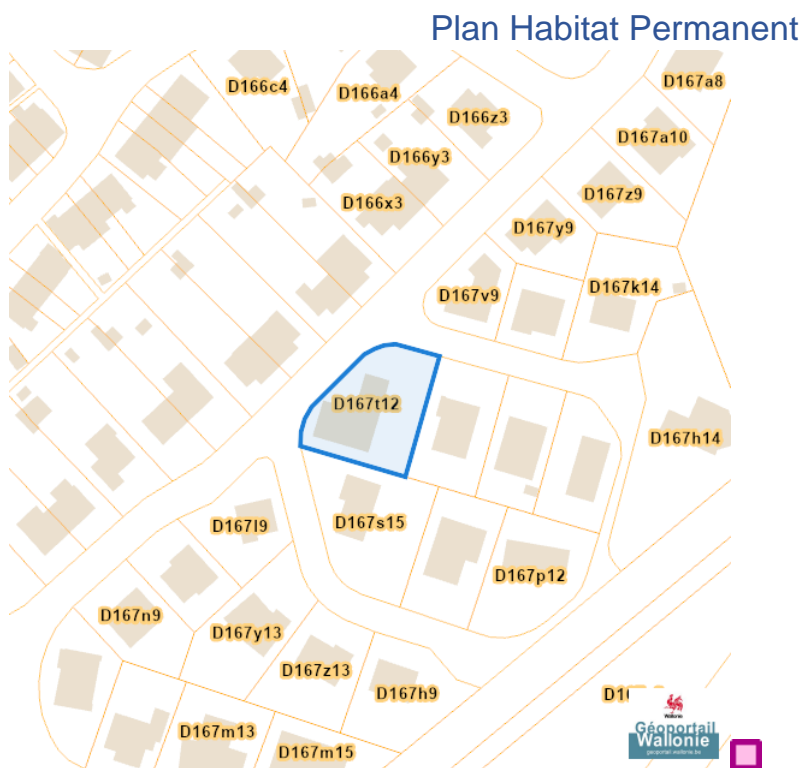 Plan Habitat Permanent
D166c4
D166a4
D167a8
D166z3
D167a10
D166y3
D167z9
D166x3
D167y9
D167v9
D167k14
D167t12
D167h14
D167l9
D167s15
D167p12
D167n9
D167y13
D167z13
D167h9
D167m13
D167m15
Wallonie
Géoportail
Wallonie
geoportail.wallonie.be